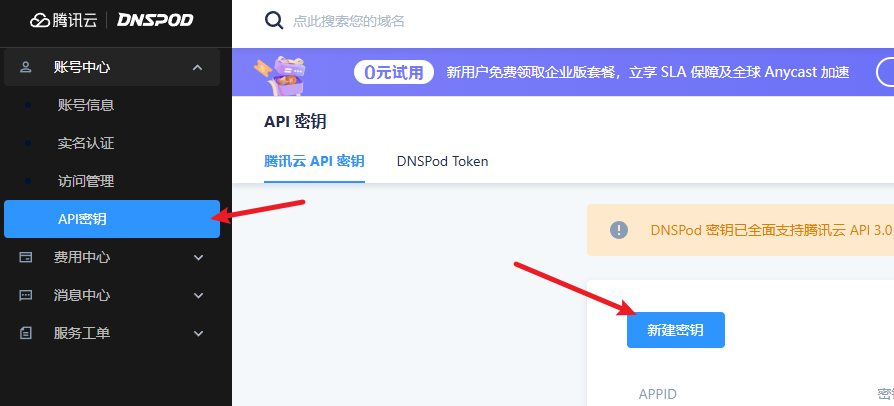 腾讯云 DNSPOD
此处搜索您的域名
账号中心
账号信息
实名认证
访问管理
API密钥
费用中心
消息中心
服务工单
0元试用 新用户免费领取企业版套餐，立享 SLA 保障及全球 Anycast 加速
API 密钥
腾讯云 API 密钥 DNSPod Token
DNSPod 密钥已全面支持腾讯云 API 3.0
新建密钥
APPID 密钥